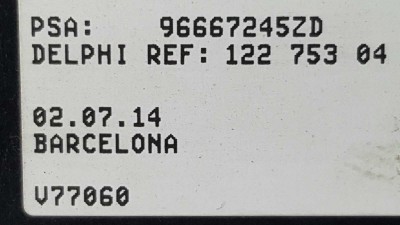 PSA: 96667245ZD
DELPHI REF: 122 753 04
02.07.14
BARCELONA
V77060